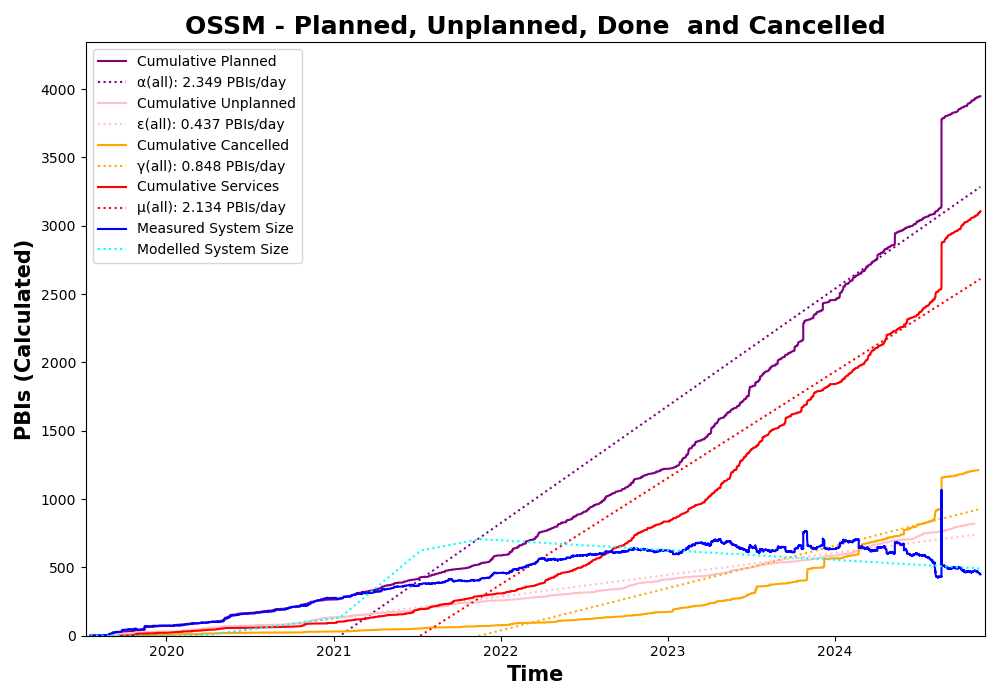 OSSM - Planned, Unplanned, Done  and Cancelled
Cumulative Planned
α(all): 2.349 PBIs/day
Cumulative Unplanned
ε(all): 0.437 PBIs/day
Cumulative Cancelled
γ(all): 0.848 PBIs/day
Cumulative Services
μ(all): 2.134 PBIs/day
Measured System Size
Modelled System Size
PBIs (Calculated)
4000
3500
3000
2500
2000
1500
1000
500
0
2020
2021
2022
2023
2024
Time